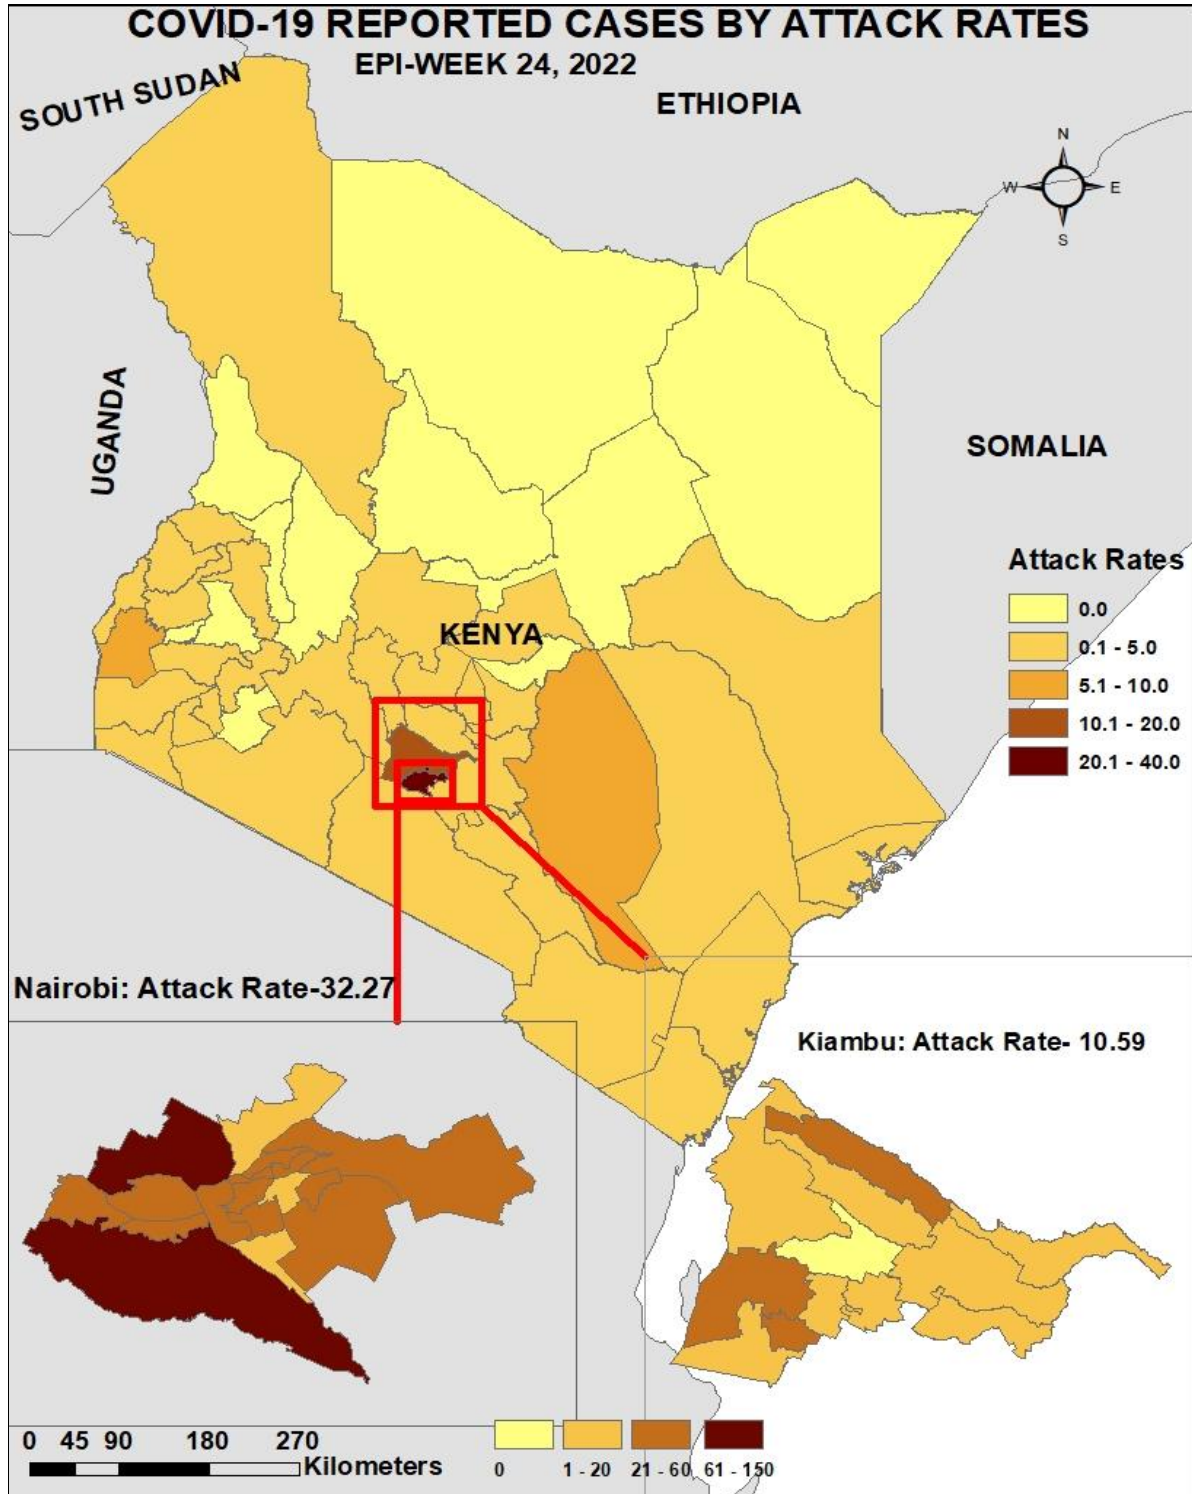 COVID-19 REPORTED CASES BY ATTACK RATES
EPI-WEEK 24, 2022
SOUTH SUDAN
ETHIOPIA
N
W
E
S
UGANDA
SOMALIA
Attack Rates
0.0
0.1 - 5.0
5.1 - 10.0
10.1 - 20.0
20.1 - 40.0
KENYA
Nairobi: Attack Rate-32.27
Kiambu: Attack Rate- 10.59
0 45 90 180 270
Kilometers
0 1 - 20 21 - 60 61 - 150